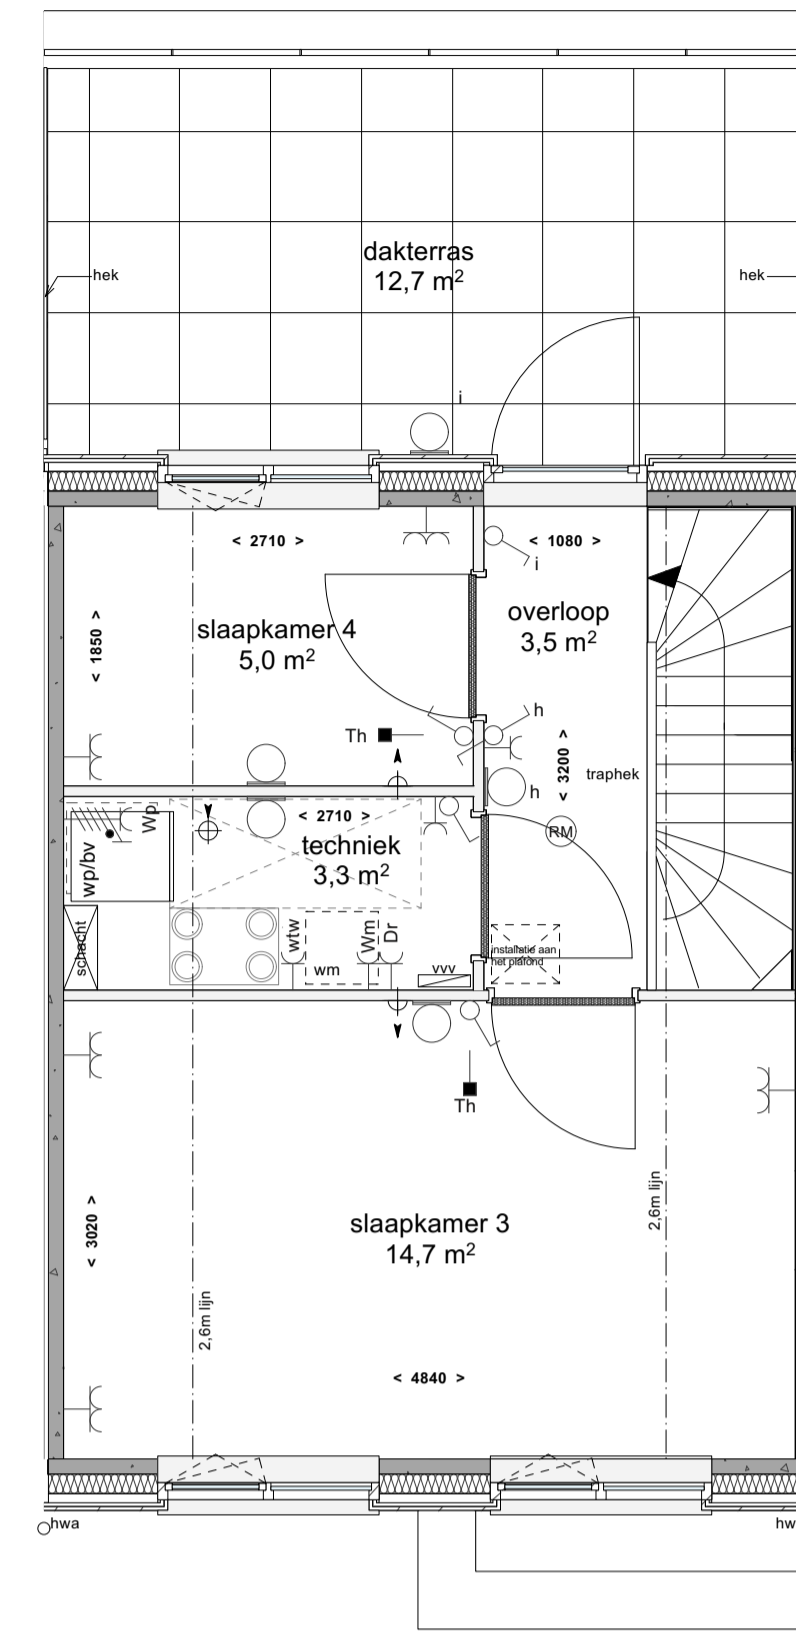 dakterras
12,7 m²
hek
hek
i
< 2710 >
< 1080 >
i
overloop
3,5 m²
slaapkamer 4
5,0 m²
< 1850 >
h
Th
< 3200 >
traphek
h
Wp
< 2710 >
techniek
3,3 m²
RM
wp/bv
schacht
wtw
Wm
Dr
wm
vvv
installatie aan
het plafond
Th
2,6m lijn
slaapkamer 3
14,7 m²
< 3020 >
2,6m lijn
< 4840 >
hwa
hw